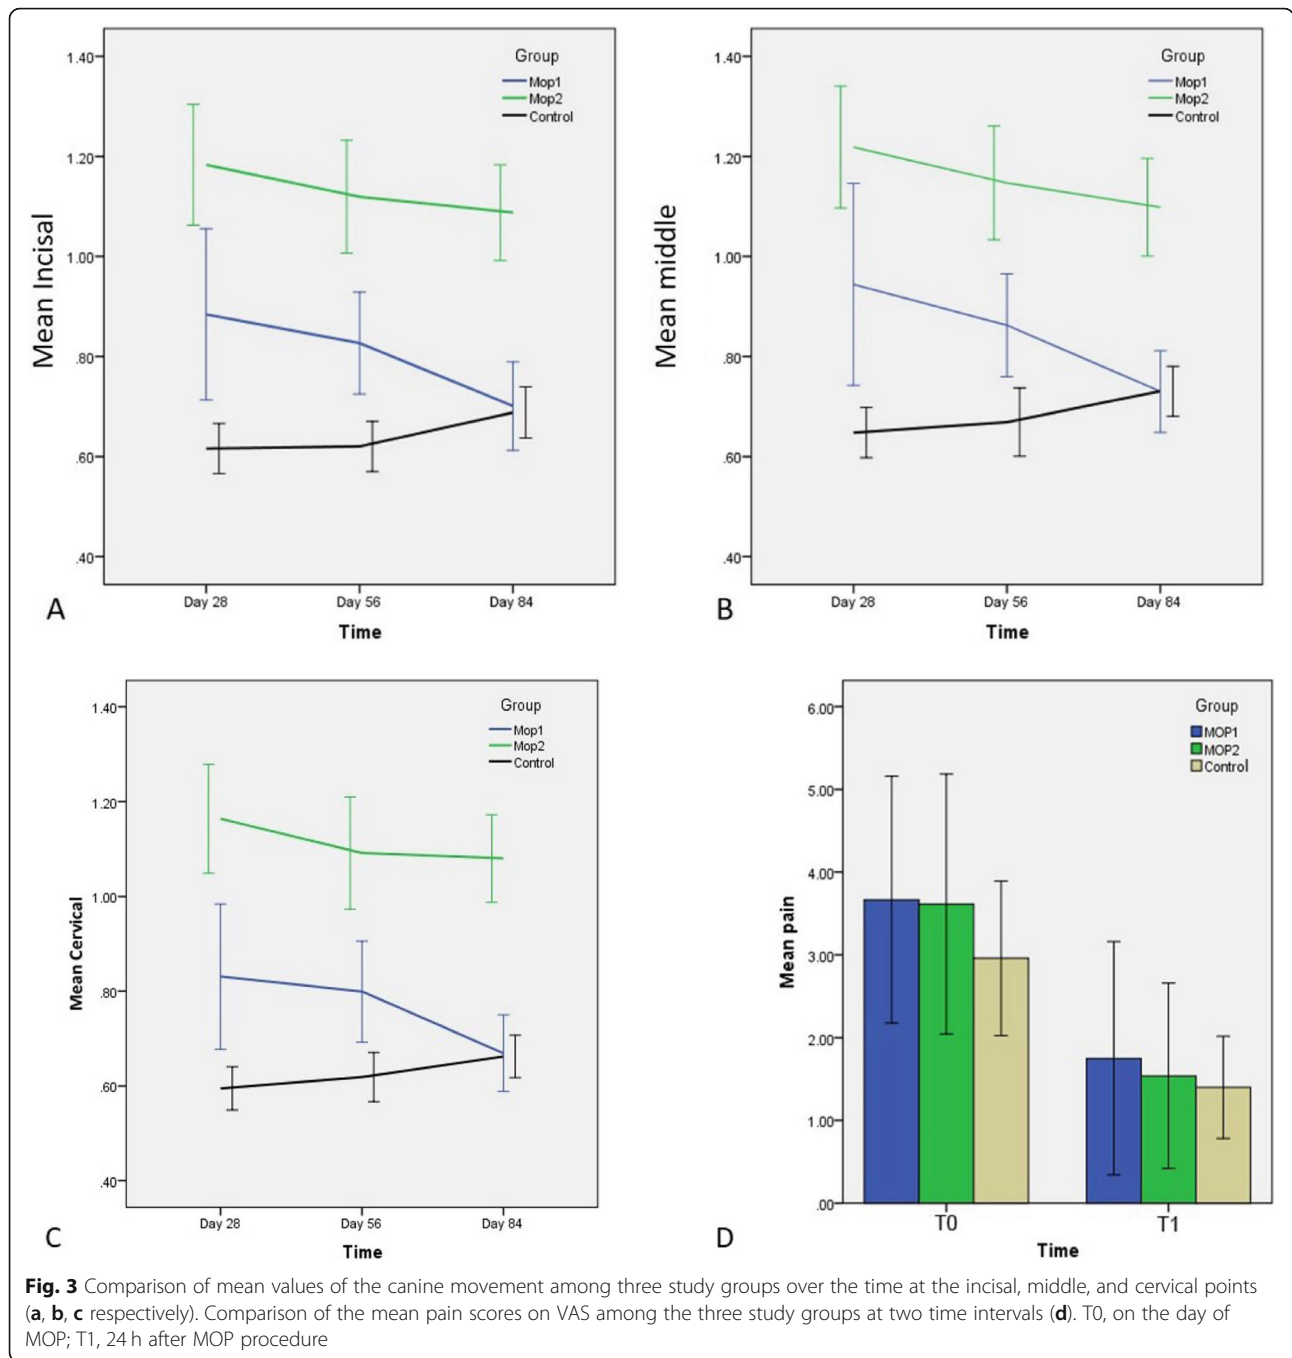 Group
Mop1
Mop2
Control
1.40
1.20
1.00
.80
.60
.40
Mean Incisal
Day 28
Day 56
Day 84
Time
A
Group
Mop1
Mop2
Control
1.40
1.20
1.00
.80
.60
.40
Mean middle
Day 28
Day 56
Day 84
Time
B
Group
Mop1
Mop2
Control
1.40
1.20
1.00
.80
.60
.40
Mean Cervical
Day 28
Day 56
Day 84
Time
C
Group
MOP1
MOP2
Control
6.00
5.00
4.00
3.00
2.00
1.00
.00
Mean pain
T0
T1
Time
D
Fig. 3 Comparison of mean values of the canine movement among three study groups over the time at the incisal, middle, and cervical points
(a, b, c respectively). Comparison of the mean pain scores on VAS among the three study groups at two time intervals (d). T0, on the day of
MOP; T1, 24 h after MOP procedure